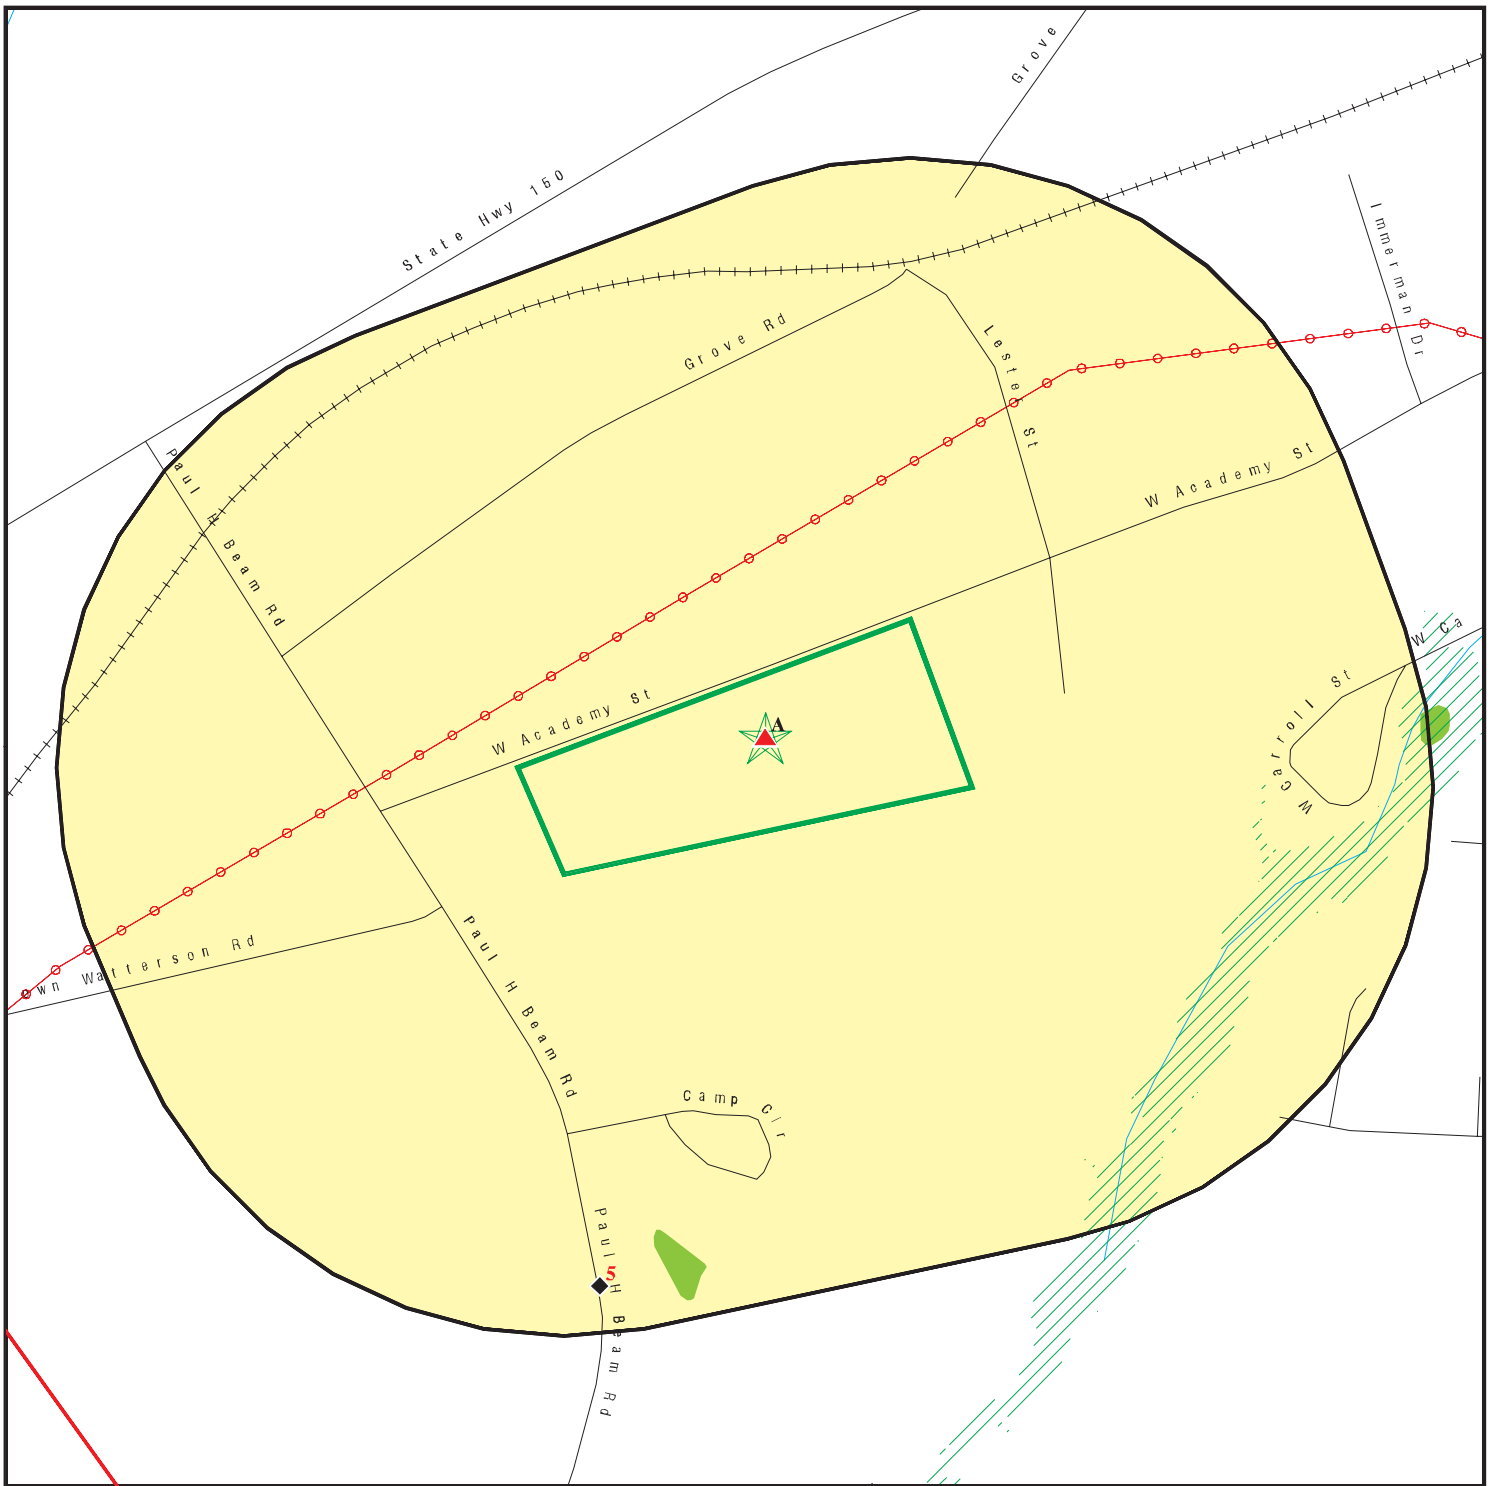 Grove
State Hwy 150
Immerman Dr
Grove Rd
Lester St
Paul H Beam Rd
W Academy St
W Ca
W Carroll St
W Academy St
A
own Watterson Rd
Paul H Beam Rd
Camp Cir
Paul H Beam Rd
5